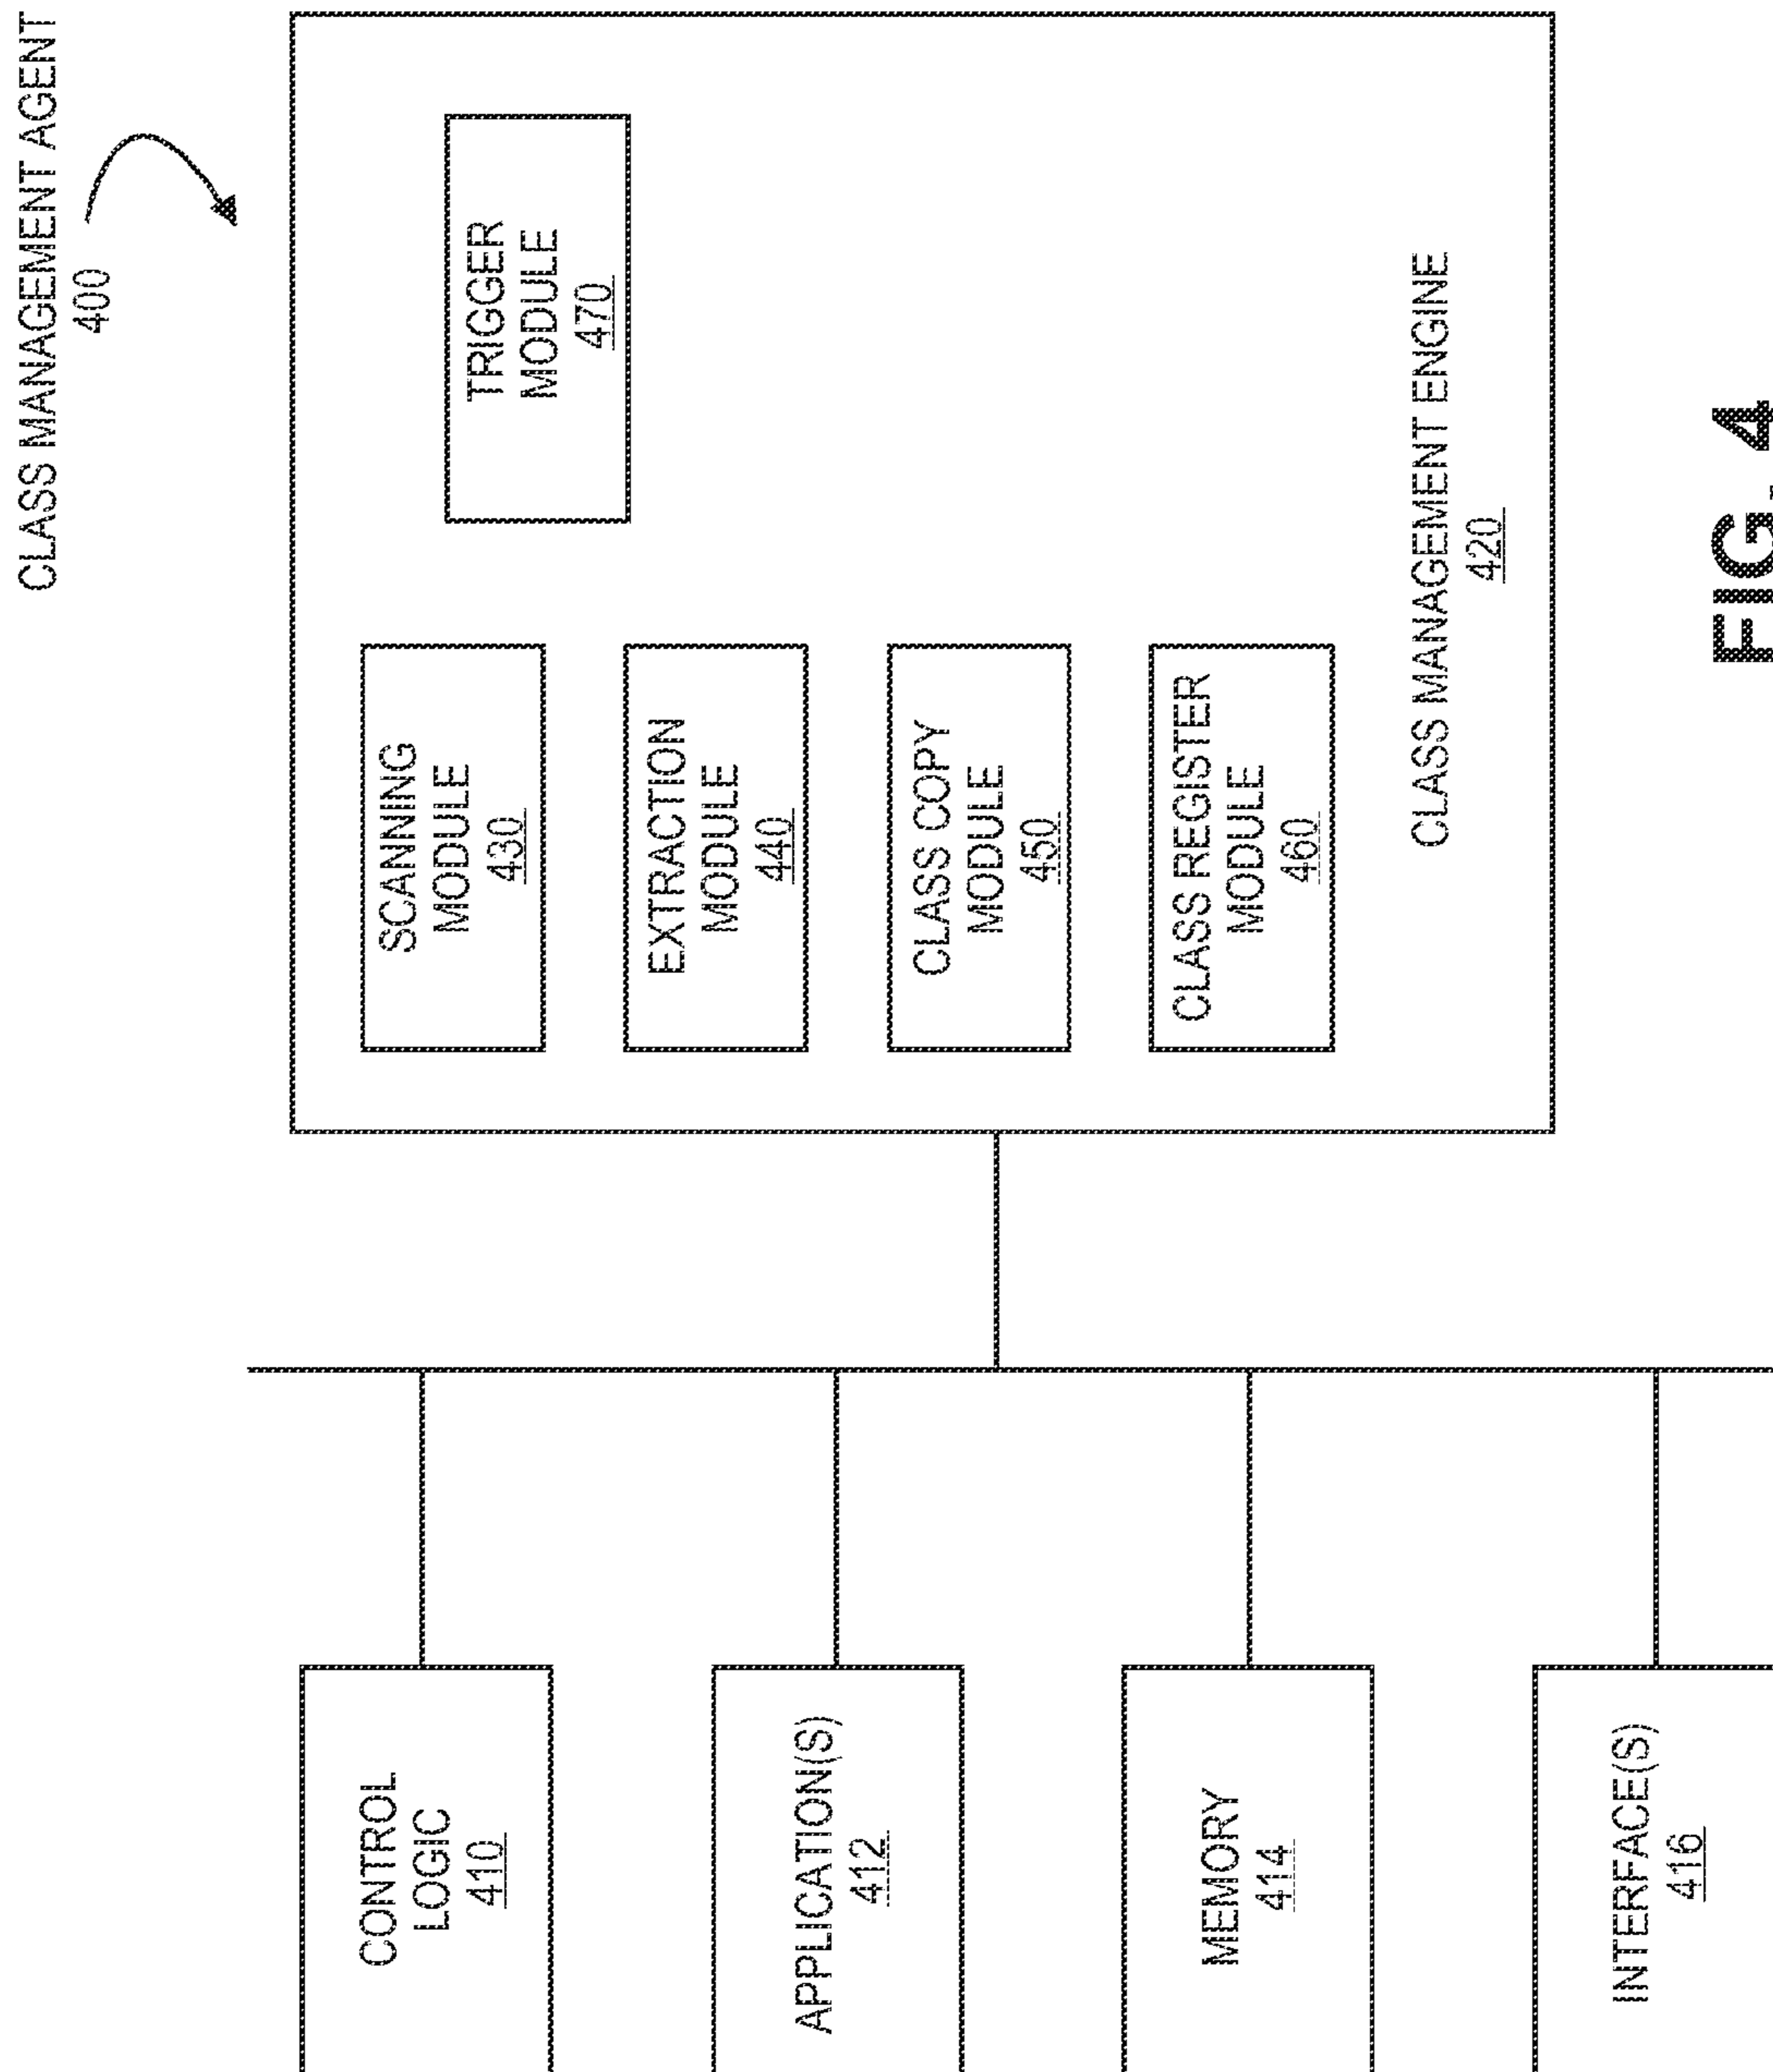 CLASS MANAGEMENT AGENT
400
CONTROL
LOGIC
410
APPLICATION(S)
412
MEMORY
414
INTERFACE(S)
416
SCANNING
MODULE
430
EXTRACTION
MODULE
440
CLASS COPY
MODULE
450
CLASS REGISTER
MODULE
460
TRIGGER
MODULE
470
CLASS MANAGEMENT ENGINE
420
FIG. 4